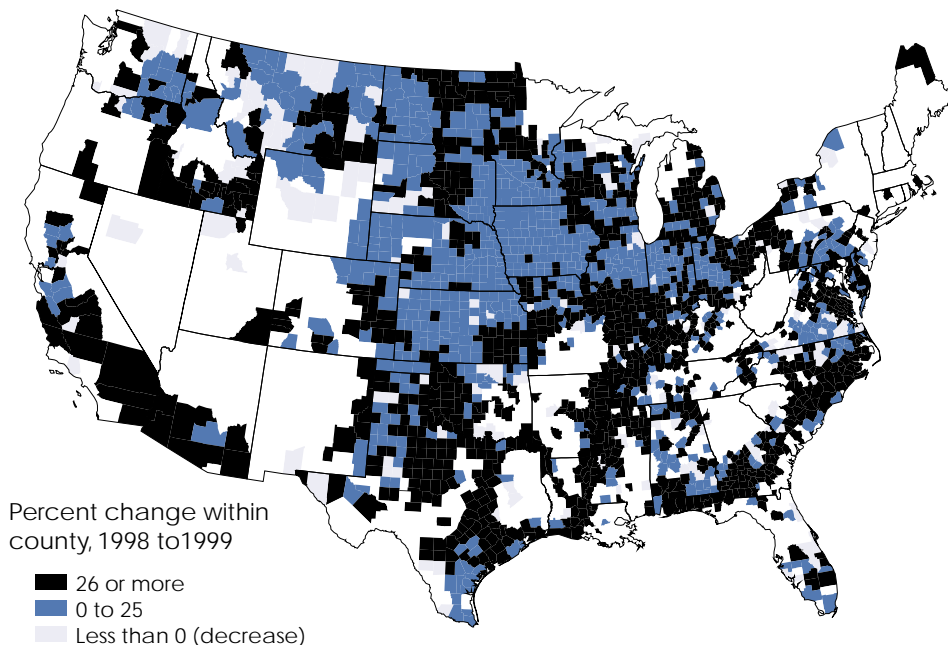 Percent change within
county, 1998 to1999
26 or more
0 to 25
Less than 0 (decrease)